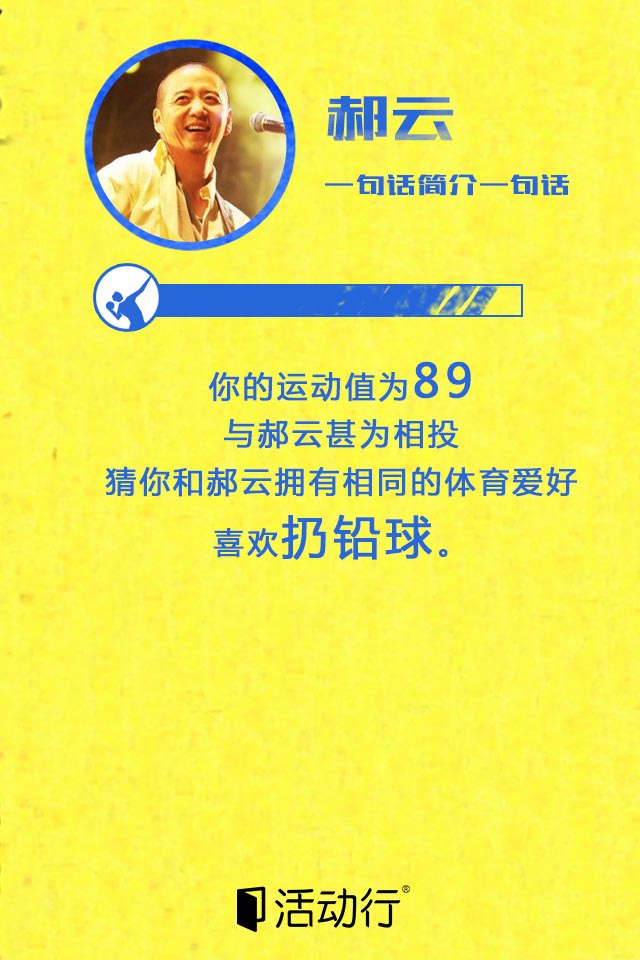 郝云
一句话简介一句话
你的运动值为89
与郝云甚为相投
猜你和郝云拥有相同的体育爱好
喜欢扔铅球。
活动行®